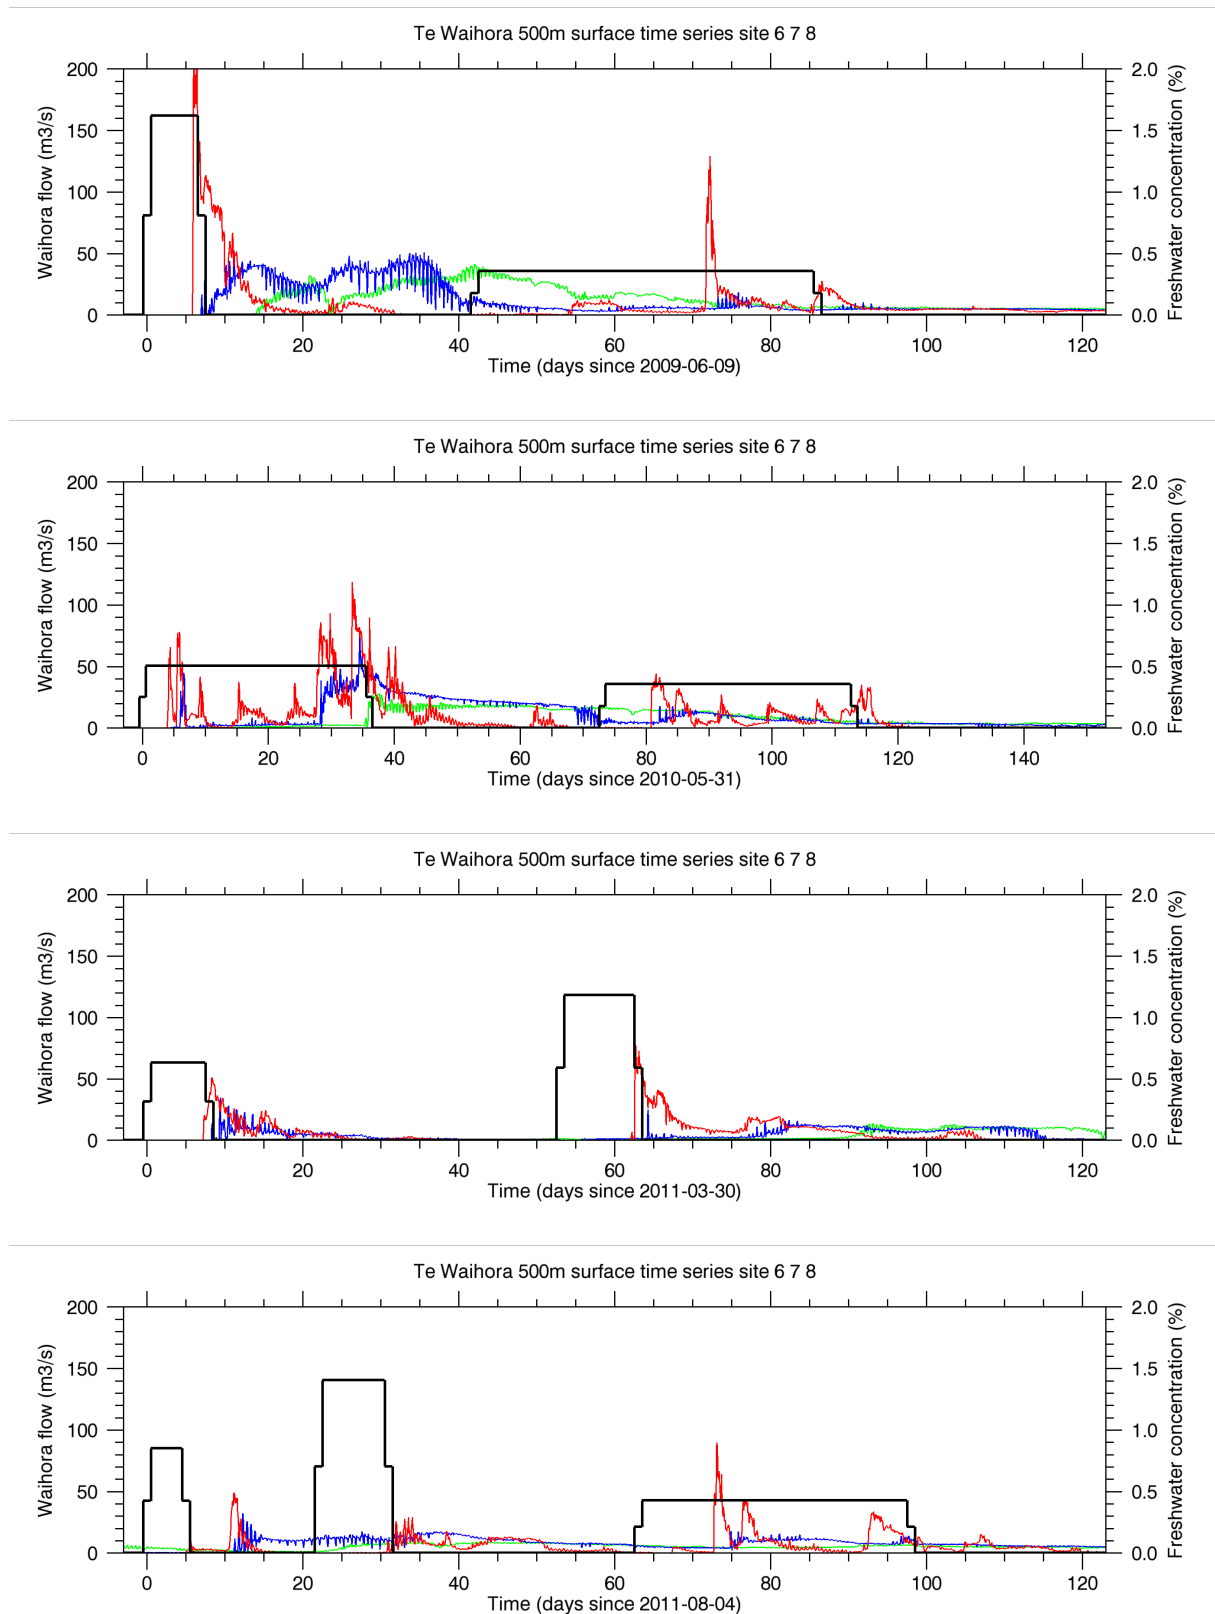 Te Waihora 500m surface time series site 6 7 8
200
150
100
50
0
Waihora flow (m3/s)
2.0
1.5
1.0
0.5
0.0
Freshwater concentration (%)
0 20 40 60 80 100 120
Time (days since 2009-06-09)
Te Waihora 500m surface time series site 6 7 8
200
150
100
50
0
Waihora flow (m3/s)
2.0
1.5
1.0
0.5
0.0
Freshwater concentration (%)
0 20 40 60 80 100 120 140
Time (days since 2010-05-31)
Te Waihora 500m surface time series site 6 7 8
200
150
100
50
0
Waihora flow (m3/s)
2.0
1.5
1.0
0.5
0.0
Freshwater concentration (%)
0 20 40 60 80 100 120
Time (days since 2011-03-30)
Te Waihora 500m surface time series site 6 7 8
200
150
100
50
0
Waihora flow (m3/s)
2.0
1.5
1.0
0.5
0.0
Freshwater concentration (%)
0 20 40 60 80 100 120
Time (days since 2011-08-04)